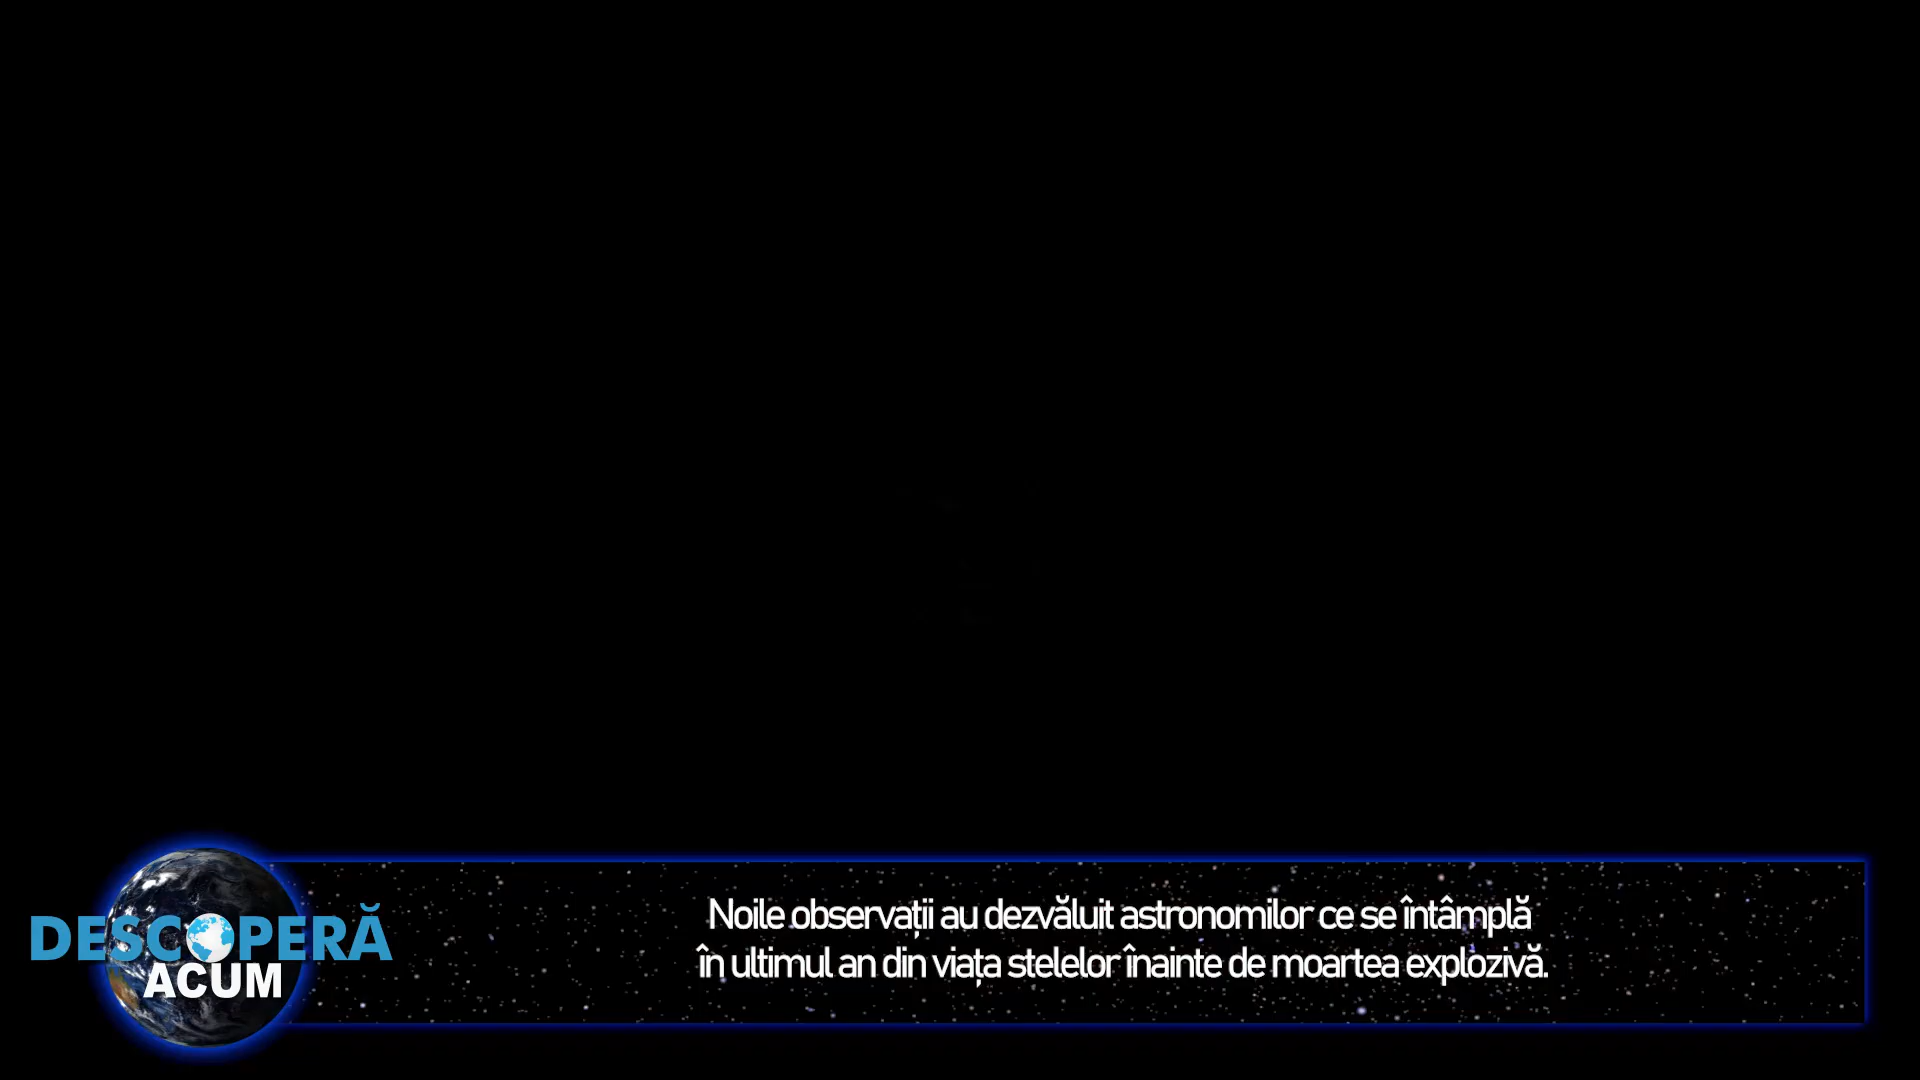 Noile observații au dezvăluit astronomilor ce se întâmplă
în ultimul an din viața stelelor înainte de moartea explozivă.
DESCOPERĂ
ACUM